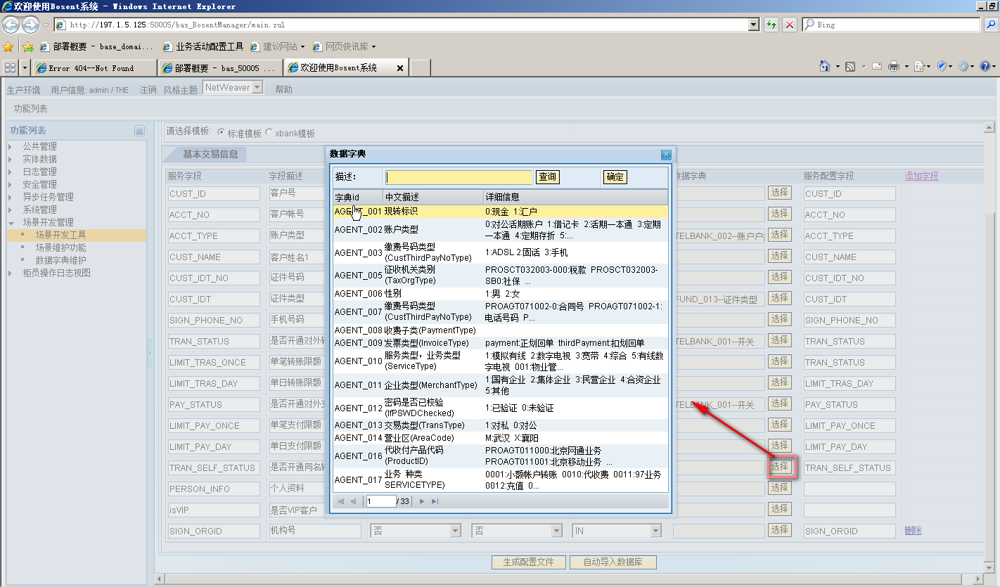 欢迎使用Bosent系统 - Windows Internet Explorer
http://197.1.5.125:50005/bas_BosentManager/main.zul
Bing
部署概要 - base_domai...
业务活动配置工具
建议网站
网页快讯库
Error 404--Not Found
部署概要 - bas_50005 ...
欢迎使用Bosent系统
生产环境 用户信息: admin / THE 注销 风格主题: NetWeaver 帮助
功能列表
功能列表
公共管理
实体数据
日志管理
安全管理
异步任务管理
系统管理
场景开发管理
场景开发工具
场景维护功能
数据字典维护
柜员操作日志视图
请选择模板: 标准模板 xbank模板
基本交易信息
服务字段 字段描述 数据字典 服务配置字段 添加字段
CUST_ID 客户号 选择 CUST_ID
ACCT_NO 客户帐号 选择 ACCT_NO
ACCT_TYPE 账户类型 TELBANK_002--账户户 选择 ACCT_TYPE
CUST_NAME 客户姓名1 选择 CUST_NAME
CUST_IDT_NO 证件号码 选择 CUST_IDT_NO
CUST_IDT 证件类型 FUND_013--证件类型 选择 CUST_IDT
SIGN_PHONE_NO 手机号码 选择 SIGN_PHONE_NO
TRAN_STATUS 是否开通对外转 TELBANK_001--开关 选择 TRAN_STATUS
LIMIT_TRAS_ONCE 单笔转账限额 选择 TRAN_STATUS
LIMIT_TRAS_DAY 单日转账限额 选择 LIMIT_TRAS_DAY
PAY_STATUS 是否开通对外支 TELBANK_001--开关 选择 PAY_STATUS
LIMIT_PAY_ONCE 单笔支付限额 选择 LIMIT_PAY_ONCE
LIMIT_PAY_DAY 单日支付限额 选择 LIMIT_PAY_DAY
TRAN_SELF_STATUS 是否开通同名转 选择 TRAN_SELF_STATUS
PERSON_INFO 个人资料 选择
isVIP 是否VIP客户 选择
SIGN_ORGID 机构号 否 否 IN 选择 SIGN_ORGID 删除
生成配置文件 自动导入数据库
数据字典
描述: 查询 确定
字典id 中文描述 详细信息
AGENT_001 现转标识 0:现金 1:汇户
AGENT_002 账户类型 0:对公活期账户 1:借记卡 2:活期一本通 3:定期
一本通 4:定期存折 5:...
AGENT_003 缴费号码类型
(CustThirdPayNoType) 1:ADSL 2:固话 3:手机
AGENT_005 征收机关类别
(TaxOrgType) PROSCT032003-000:税款 PROSCT032003-
SB0:社保 ...
AGENT_006 性别 1:男 2:女
AGENT_007 缴费号码类型
(CustThirdPayNoType) PROAGT071002-0:合同号 PROAGT071002-1:
电话号码 P...
AGENT_008 收费子类(PaymentType)
AGENT_009 发票类型(InvoiceType) payment:正划回单 thirdPayment:扣划回单
AGENT_010 服务类型，业务类型
(ServiceType) 1:模拟有线 2:数字电视 3:宽带 4:综合 5:有线数
字电视 001:物业管...
AGENT_011 企业类型(MerchantType) 1:国有企业 2:集体企业 3:民营企业 4:合资企业
5:其他
AGENT_012 密码是否已校验
(IfPSWDChecked) 1:已验证 0:未验证
AGENT_013 交易类型(TransType) 1:对私 0:对公
AGENT_014 营业区(AreaCode) M:武汉 X:襄阳
AGENT_016 代收付产品代码
(ProductID) PROAGT011000:北京网通业务
PROAGT011001:北京移动业务 ...
AGENT_017 业务 种类
SERVICETYPE) 0001:小额帐户转账 0010:代收费 0011:97业务
0012:充值 0...
1 / 33